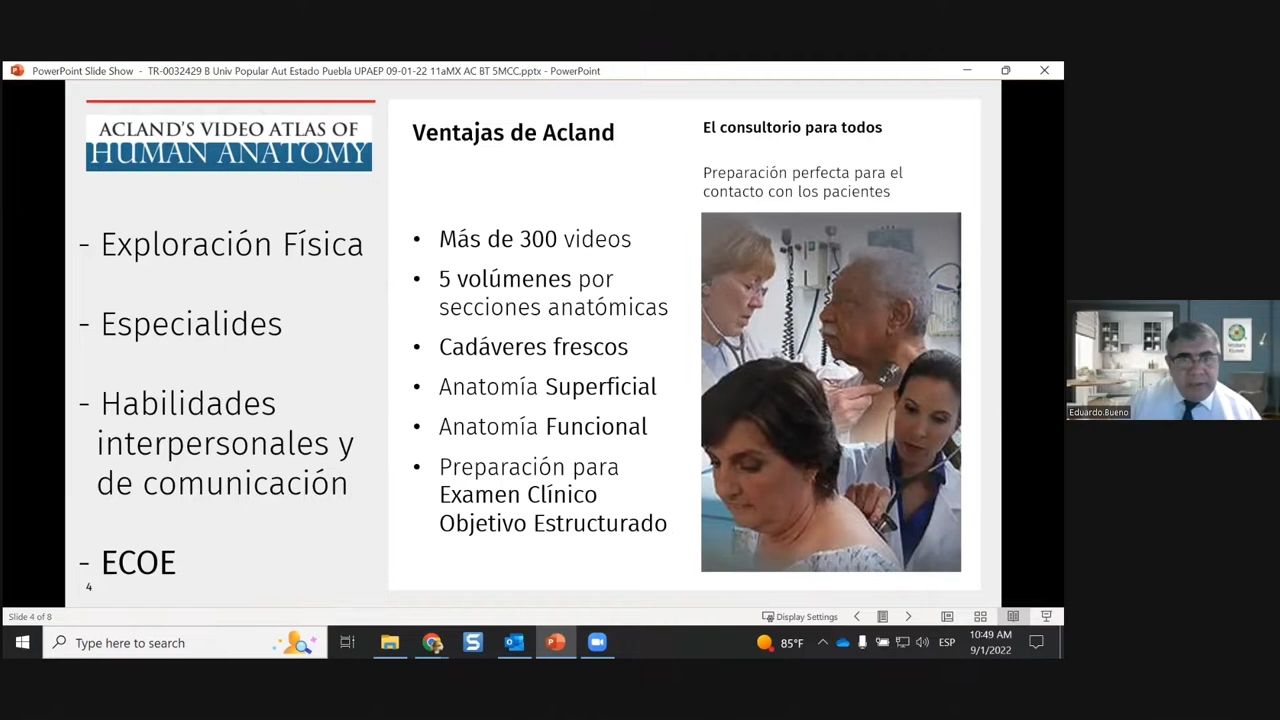 PowerPoint Slide Show - TR-0032429 B Univ Popular Aut Estado Puebla UPAEP 09-01-22 11aMX AC BT 5MCC.pptx - PowerPoint
ACLAND'S VIDEO ATLAS OF
HUMAN ANATOMY
- Exploración Física
- Especialides
- Habilidades
interpersonales y
de comunicación
- ECOE
4
Ventajas de Acland
• Más de 300 videos
• 5 volúmenes por
secciones anatómicas
• Cadáveres frescos
• Anatomía Superficial
• Anatomía Funcional
• Preparación para
Examen Clínico
Objetivo Estructurado
El consultorio para todos
Preparación perfecta para el
contacto con los pacientes
Wolters Kluwer
Eduardo.Bueno
Slide 4 of 8
Display Settings
Type here to search
85°F
ESP
10:49 AM
9/1/2022